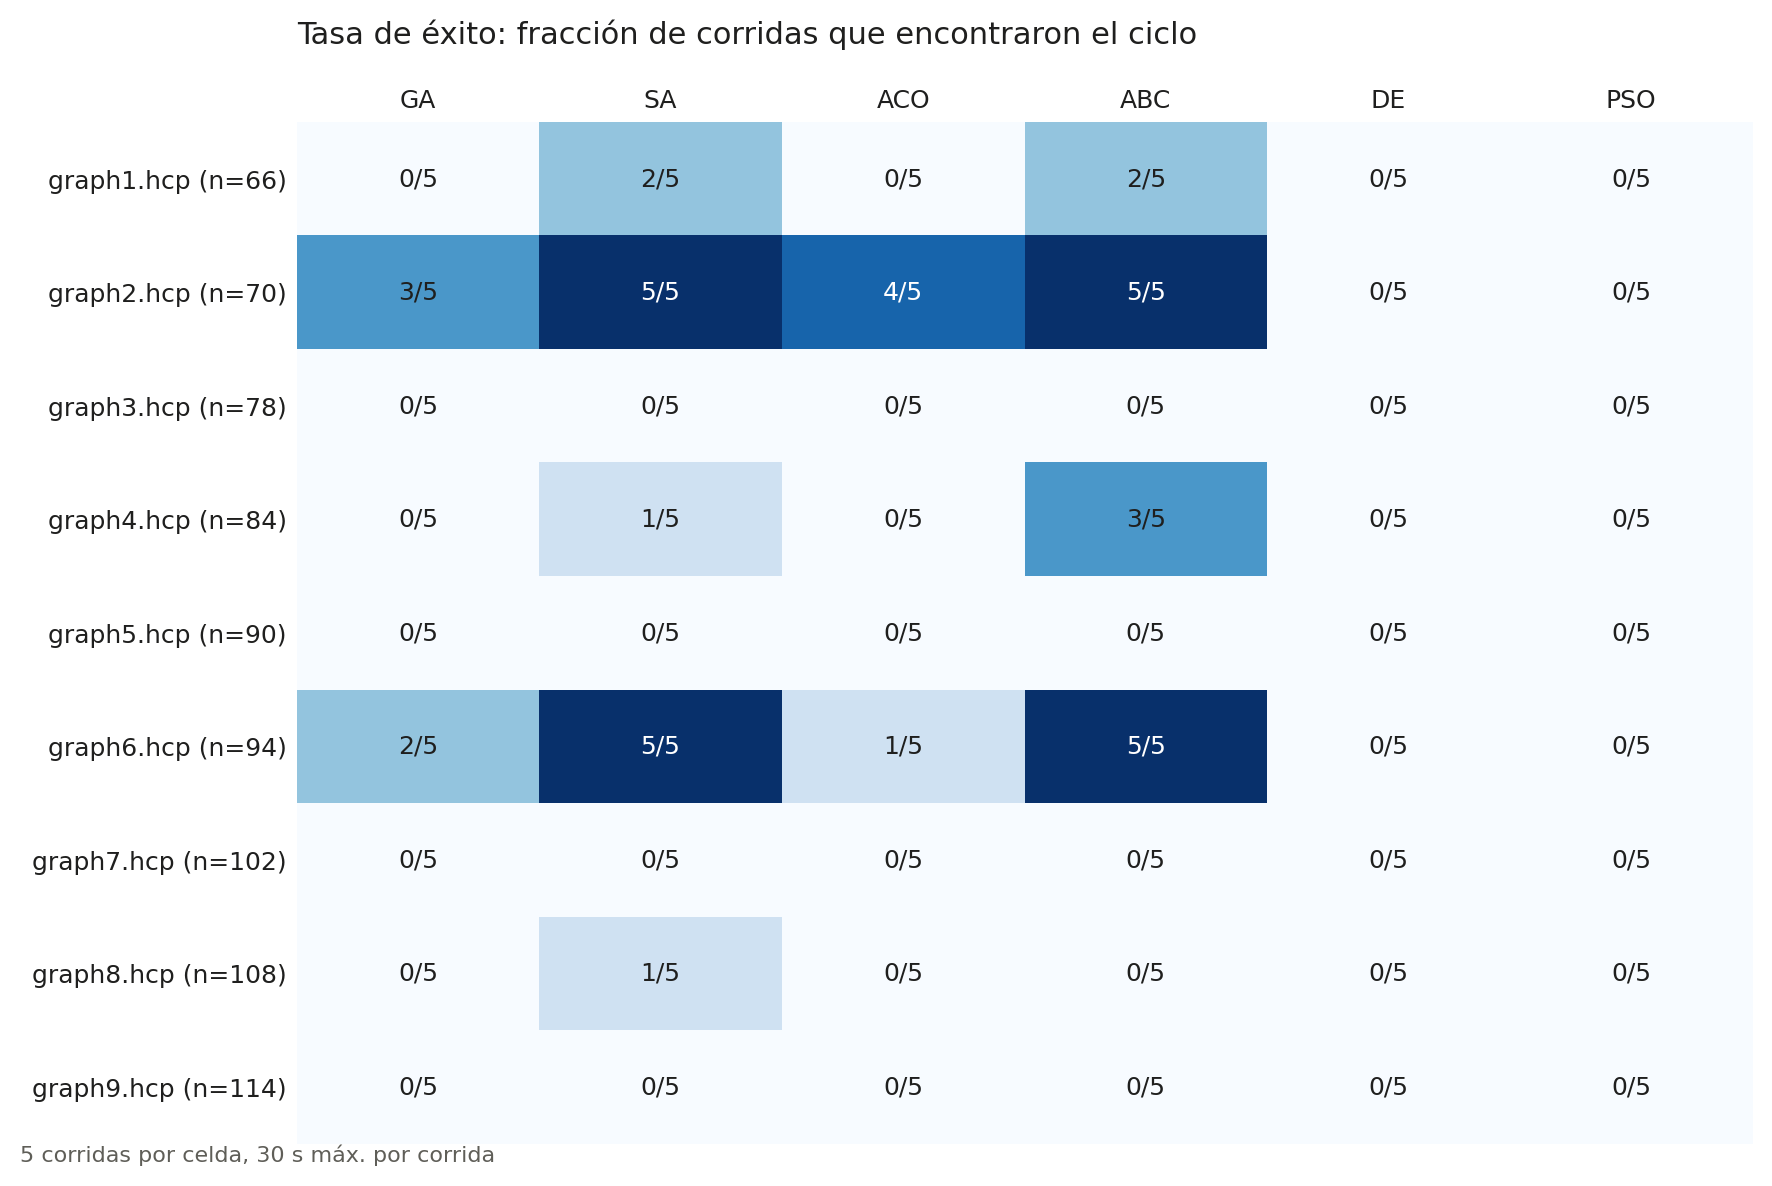 Tasa de éxito: fracción de corridas que encontraron el ciclo
GA SA ACO ABC DE PSO
graph1.hcp (n=66) 0/5 2/5 0/5 2/5 0/5 0/5
graph2.hcp (n=70) 3/5 5/5 4/5 5/5 0/5 0/5
graph3.hcp (n=78) 0/5 0/5 0/5 0/5 0/5 0/5
graph4.hcp (n=84) 0/5 1/5 0/5 3/5 0/5 0/5
graph5.hcp (n=90) 0/5 0/5 0/5 0/5 0/5 0/5
graph6.hcp (n=94) 2/5 5/5 1/5 5/5 0/5 0/5
graph7.hcp (n=102) 0/5 0/5 0/5 0/5 0/5 0/5
graph8.hcp (n=108) 0/5 1/5 0/5 0/5 0/5 0/5
graph9.hcp (n=114) 0/5 0/5 0/5 0/5 0/5 0/5
5 corridas por celda, 30 s máx. por corrida